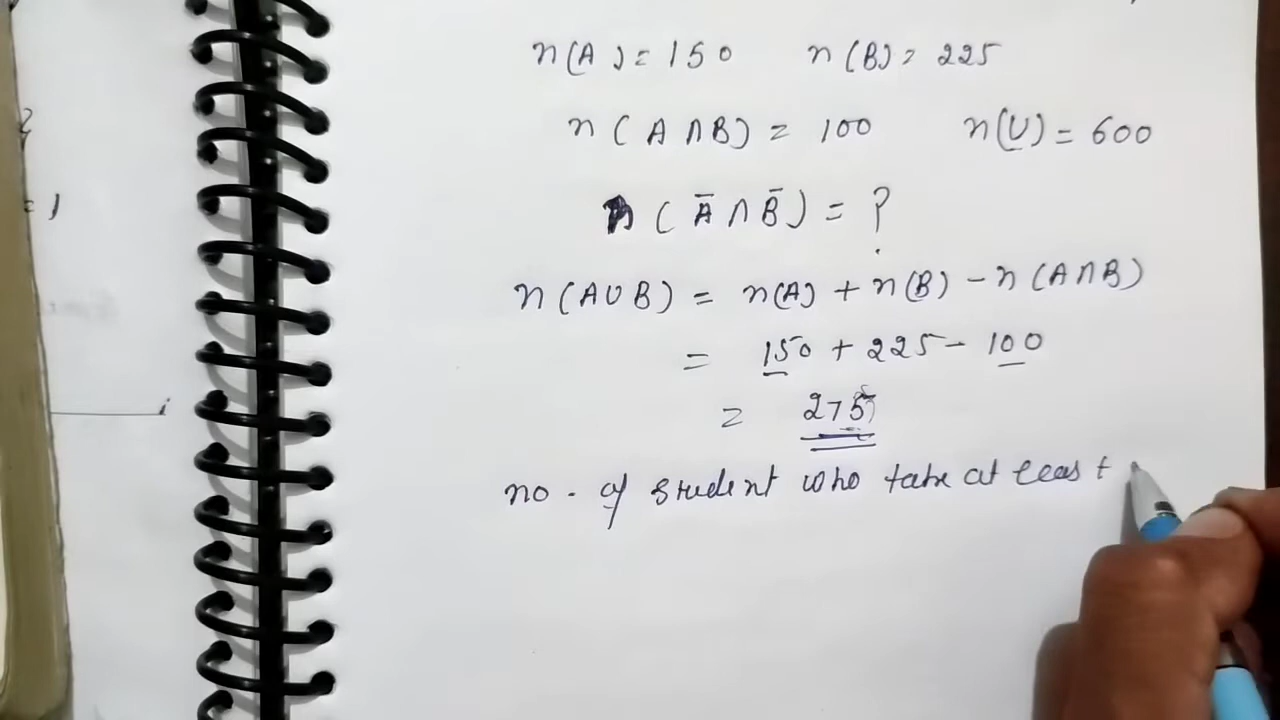 n(A) = 150 n(B) = 225
n(A∩B) = 100 n(U) = 600
n(A̅∩B̅) = ?
n(A∪B) = n(A) + n(B) - n(A∩B)
= 150 + 225 - 100
= 275
no. of student who take at least